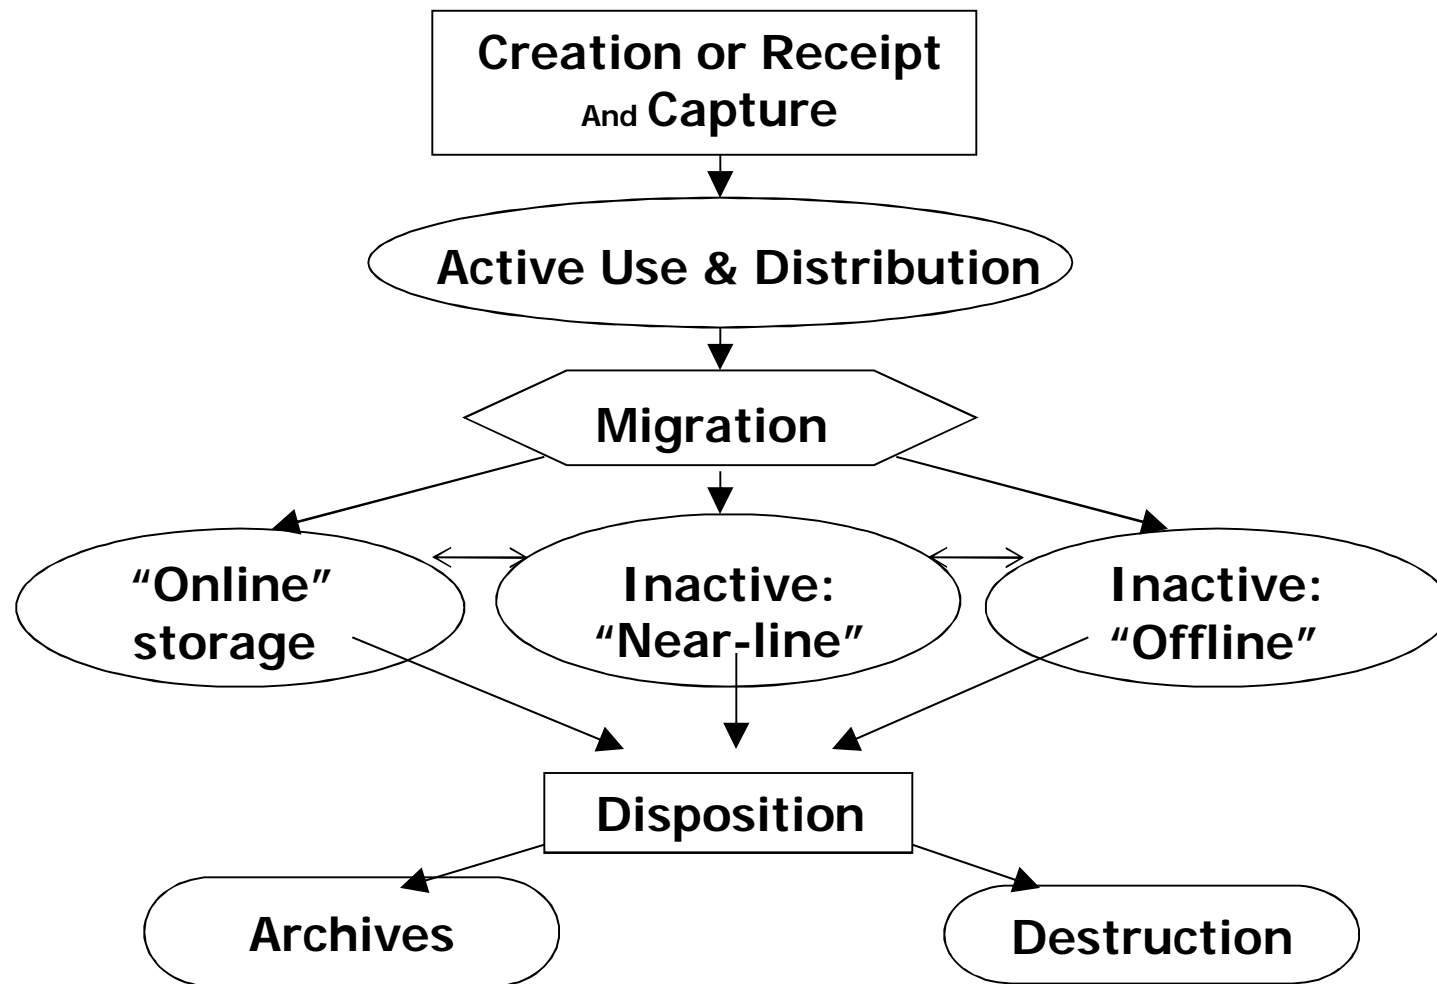 Creation or Receipt
And Capture
Active Use & Distribution
Migration
“Online”
storage
Inactive:
“Near-line”
Inactive:
“Offline”
Disposition
Archives
Destruction